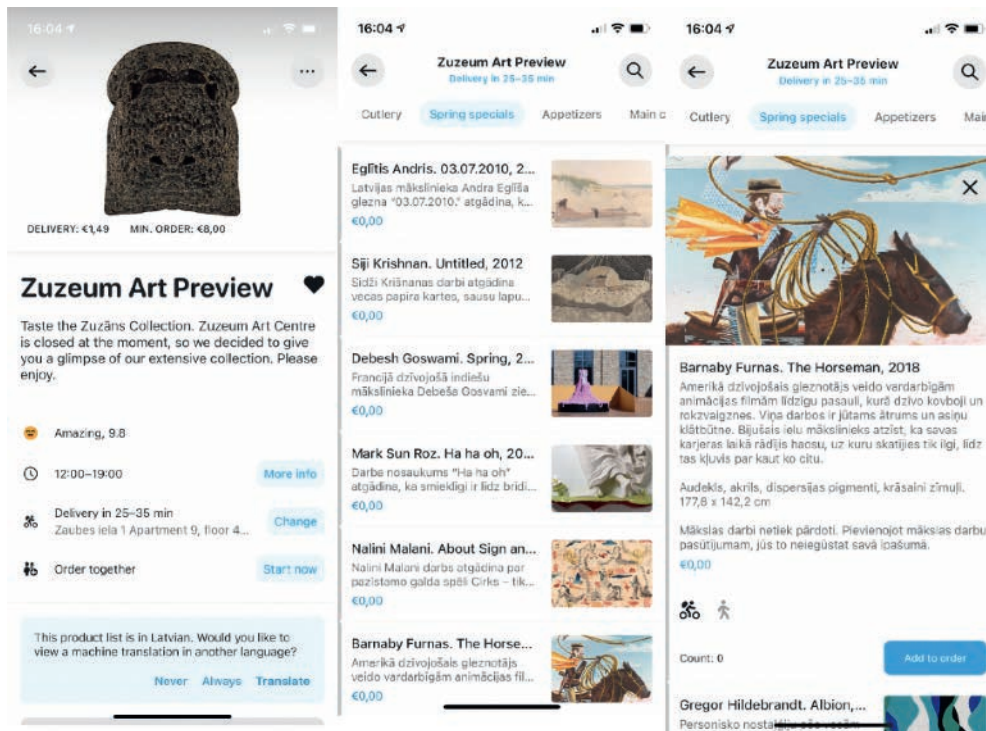 16:04
DELIVERY: €1,49 MIN. ORDER: €8,00
Zuzeum Art Preview
Taste the Zuzāns Collection. Zuzeum Art Centre
is closed at the moment, so we decided to give
you a glimpse of our extensive collection. Please
enjoy.
Amazing, 9.8
12:00–19:00 More info
Delivery in 25–35 min
Zaubes iela 1 Apartment 9, floor 4... Change
Order together Start now
This product list is in Latvian. Would you like to
view a machine translation in another language?
Never Always Translate
16:04
Zuzeum Art Preview
Delivery in 25–35 min
Cutlery Spring specials Appetizers Main c
Eglītis Andris. 03.07.2010, 2...
Latvijas mākslinieka Andra Eglīša
glezna "03.07.2010." atgādina, k...
€0,00
Siji Krishnan. Untitled, 2012
Sidži Krišnanas darbi atgādina
vecas papīra kartes, sausu lapu...
€0,00
Debesh Goswami. Spring, 2...
Francijā dzīvojošā indiešu
mākslinieka Debeša Gosvami zie...
€0,00
Mark Sun Roz. Ha ha oh, 20...
Darba nosaukums "Ha ha oh"
atgādina, ka smieklīgi ir līdz brīdi...
€0,00
Nalini Malani. About Sign an...
Nalini Malani darbs atgādina par
pazīstamo galda spēli Cirks – tik...
€0,00
Barnaby Furnas. The Horse...
Amerikā dzīvojošais gleznotājs
veido vardarbīgām animācijas fil...
€0,00
16:04
Zuzeum Art Preview
Delivery in 25–35 min
Cutlery Spring specials Appetizers Mai
Barnaby Furnas. The Horseman, 2018
Amerikā dzīvojošais gleznotājs veido vardarbīgām
animācijas filmām līdzīgu pasauli, kurā dzīvo kovboji un
rokzvaigznes. Viņa darbos ir jūtams ātrums un asiņu
klātbūtne. Bijušais ielu mākslinieks atzīst, ka savas
karjeras laikā rādījis haosu, uz kuru skatījies tik ilgi, līdz
tas kļuvis par kaut ko citu.
Audekls, akrils, dispersijas pigmenti, krāsaini zīmuļi.
177,8 x 142,2 cm
Mākslas darbi netiek pārdoti. Pievienojot mākslas darbu
pasūtījumam, jūs to neiegūstat savā īpašumā.
€0,00
Count: 0 Add to order
Gregor Hildebrandt. Albion,...
Personisko